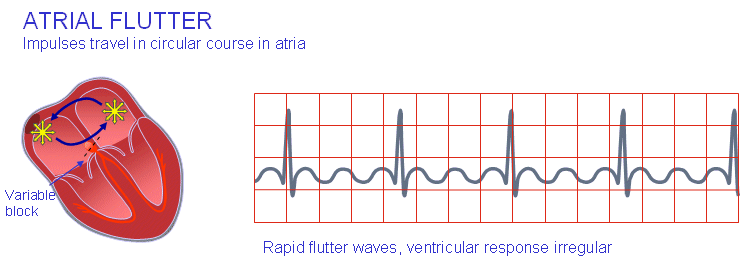 ATRIAL FLUTTER
Impulses travel in circular course in atria
Variable
block
Rapid flutter waves, ventricular response irregular